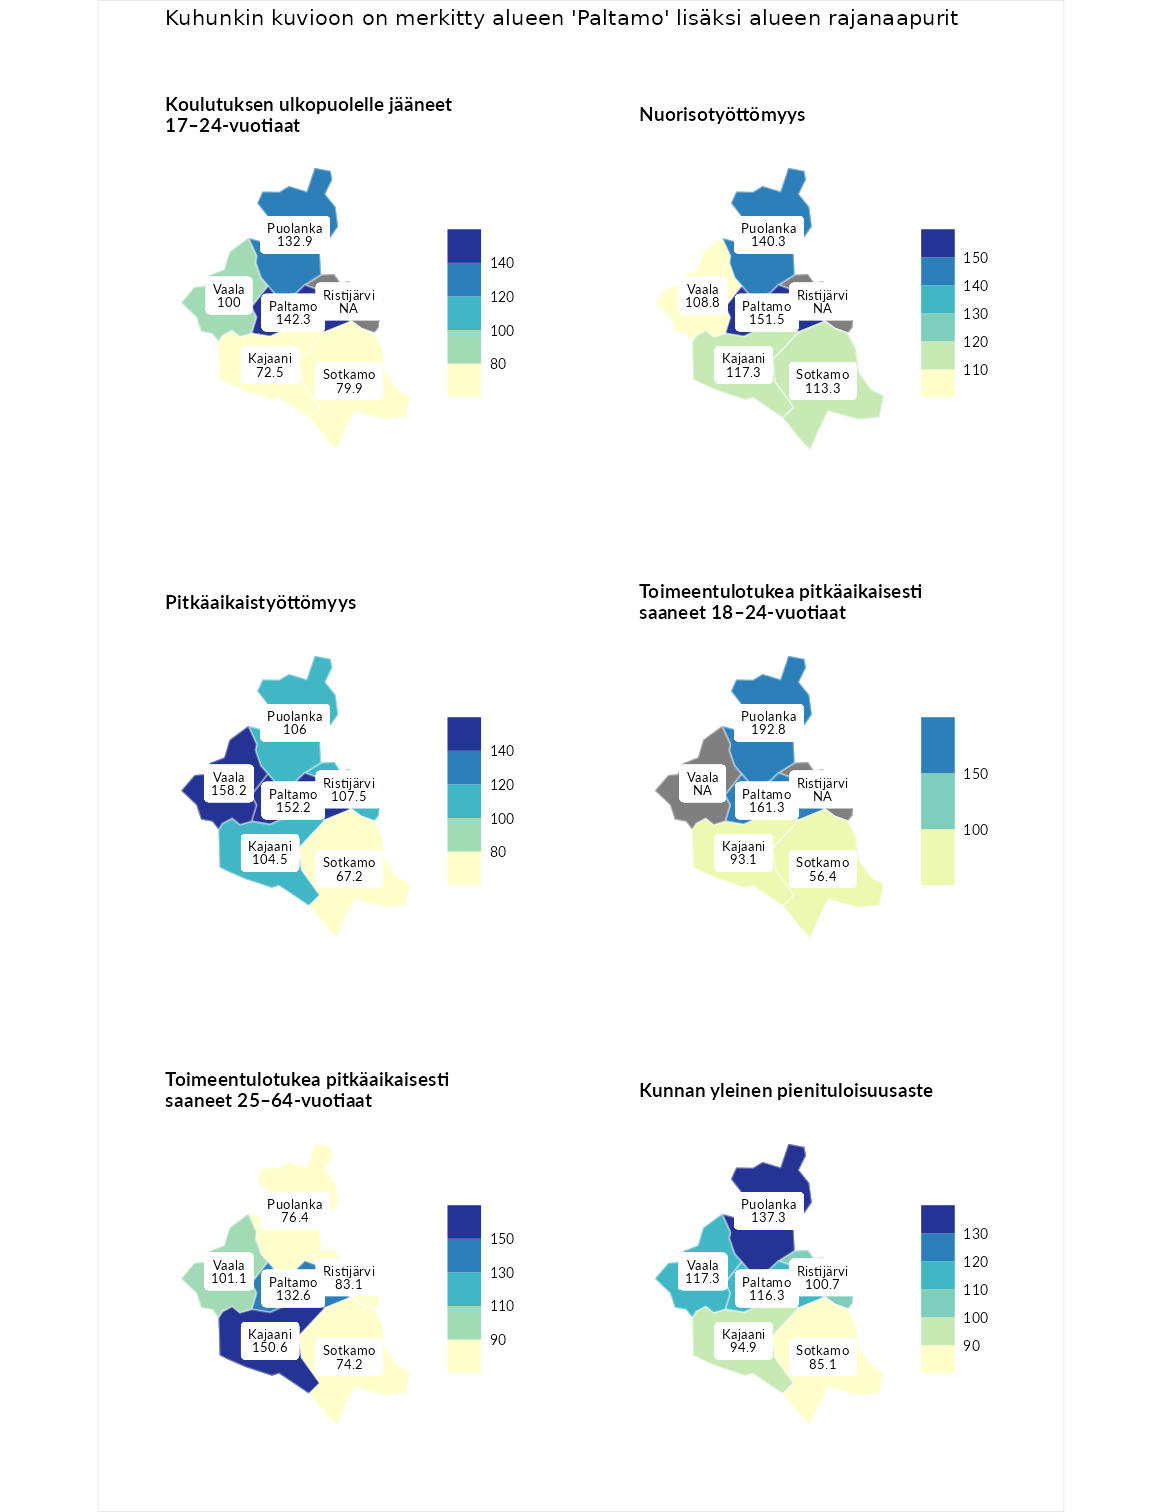 Kuhunkin kuvioon on merkitty alueen 'Paltamo' lisäksi alueen rajanaapurit
Koulutuksen ulkopuolelle jääneet
17–24-vuotiaat
Puolanka
132.9
Vaala
100
Ristijärvi
NA
Paltamo
142.3
Kajaani
72.5
Sotkamo
79.9
140
120
100
80
Nuorisotyöttömyys
Puolanka
140.3
Vaala
108.8
Ristijärvi
NA
Paltamo
151.5
Kajaani
117.3
Sotkamo
113.3
150
140
130
120
110
Pitkäaikaistyöttömyys
Puolanka
106
Vaala
158.2
Ristijärvi
107.5
Paltamo
152.2
Kajaani
104.5
Sotkamo
67.2
140
120
100
80
Toimeentulotukea pitkäaikaisesti
saaneet 18–24-vuotiaat
Puolanka
192.8
Vaala
NA
Ristijärvi
NA
Paltamo
161.3
Kajaani
93.1
Sotkamo
56.4
150
100
Toimeentulotukea pitkäaikaisesti
saaneet 25–64-vuotiaat
Puolanka
76.4
Vaala
101.1
Ristijärvi
83.1
Paltamo
132.6
Kajaani
150.6
Sotkamo
74.2
150
130
110
90
Kunnan yleinen pienituloisuusaste
Puolanka
137.3
Vaala
117.3
Ristijärvi
100.7
Paltamo
116.3
Kajaani
94.9
Sotkamo
85.1
130
120
110
100
90